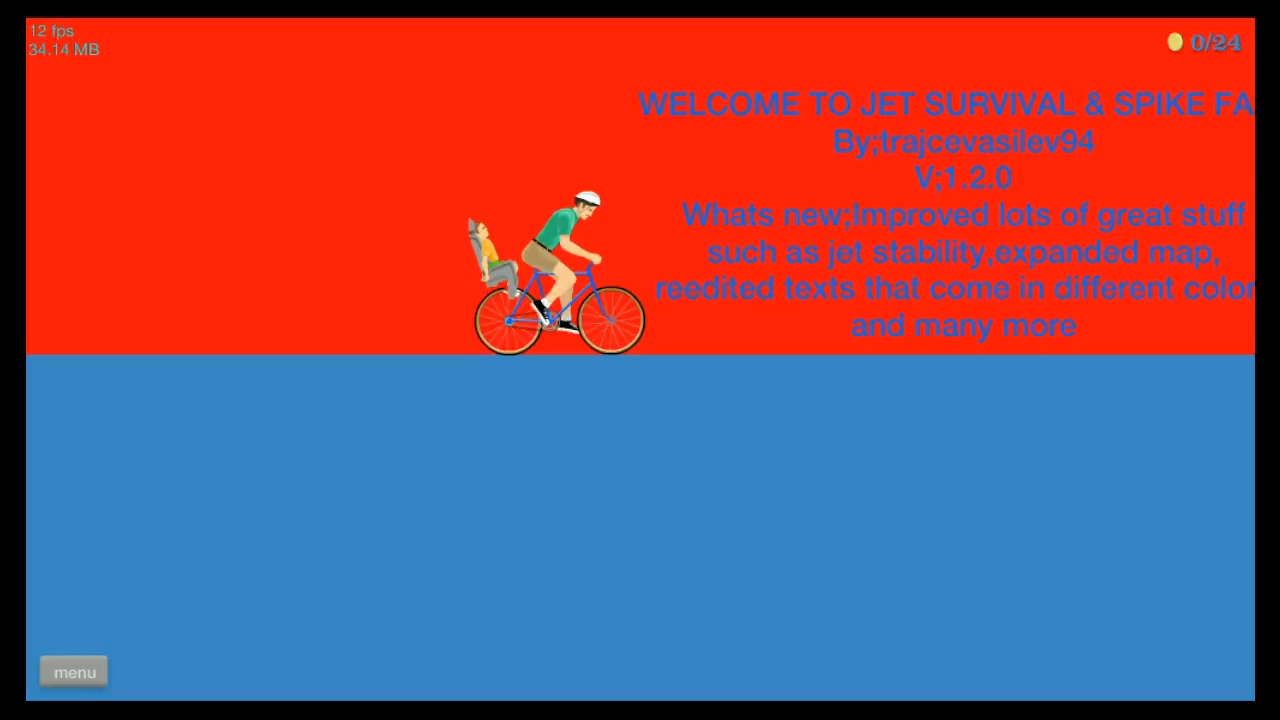 12 fps
34.14 MB
0/24
WELCOME TO JET SURVIVAL & SPIKE FA
By;trajcevasilev94
V;1.2.0
Whats new;Improved lots of great stuff
such as jet stability,expanded map,
reedited texts that come in different color
and many more
menu